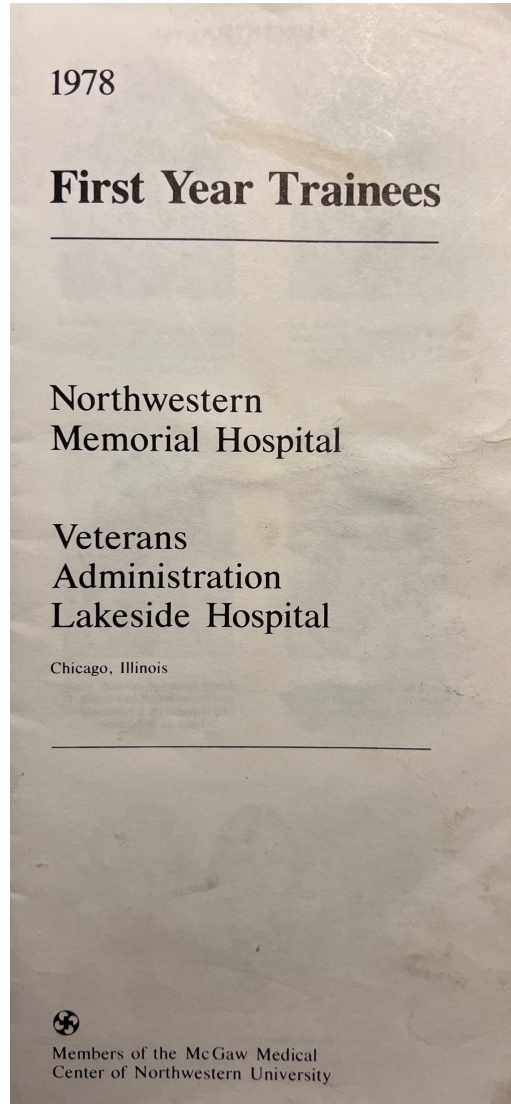 1978
First Year Trainees
Northwestern
Memorial Hospital
Veterans
Administration
Lakeside Hospital
Chicago, Illinois
Members of the McGaw Medical
Center of Northwestern University